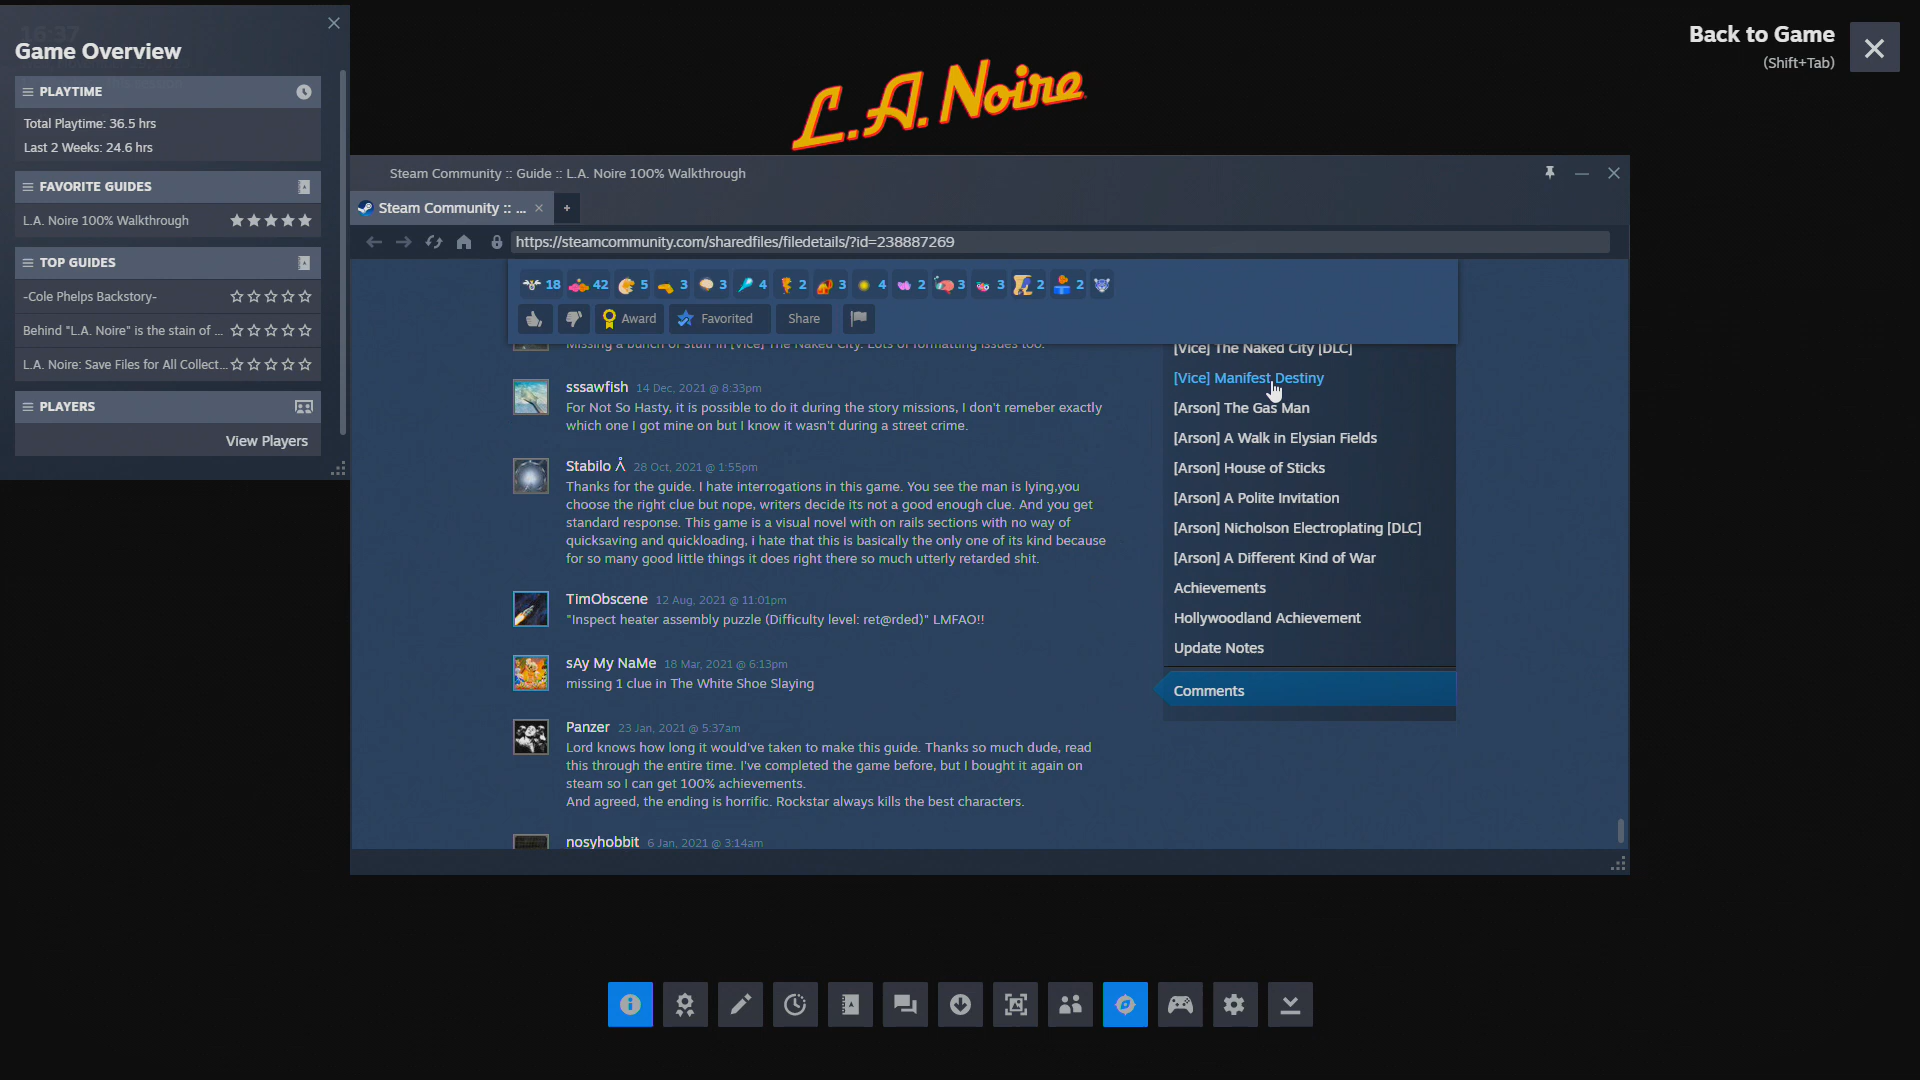 16:37
Game Overview
PLAYTIME
Total Playtime: 36.5 hrs
Last 2 Weeks: 24.6 hrs
FAVORITE GUIDES
L.A. Noire 100% Walkthrough
TOP GUIDES
-Cole Phelps Backstory-
Behind "L.A. Noire" is the stain of ...
L.A. Noire: Save Files for All Collect...
PLAYERS
View Players
Back to Game
(Shift+Tab)
L.A. Noire
Steam Community :: Guide :: L.A. Noire 100% Walkthrough
Steam Community :: ...
https://steamcommunity.com/sharedfiles/filedetails/?id=238887269
18 42 5 3 3 4 2 3 4 2 3 3 2 2
Award Favorited Share
Missing a bunch of stuff in [Vice] The Naked City. Lots of formatting issues too.
sssawfish 14 Dec, 2021 @ 8:33pm
For Not So Hasty, it is possible to do it during the story missions, I don't remeber exactly
which one I got mine on but I know it wasn't during a street crime.
Stabilo Å 28 Oct, 2021 @ 1:55pm
Thanks for the guide. I hate interrogations in this game. You see the man is lying,you
choose the right clue but nope, writers decide its not a good enough clue. And you get
standard response. This game is a visual novel with on rails sections with no way of
quicksaving and quickloading, i hate that this is basically the only one of its kind because
for so many good little things it does right there so much utterly retarded shit.
TimObscene 12 Aug, 2021 @ 11:01pm
"Inspect heater assembly puzzle (Difficulty level: ret@rded)" LMFAO!!
sAy My NaMe 18 Mar, 2021 @ 6:13pm
missing 1 clue in The White Shoe Slaying
Panzer 23 Jan, 2021 @ 5:37am
Lord knows how long it would've taken to make this guide. Thanks so much dude, read
this through the entire time. I've completed the game before, but I bought it again on
steam so I can get 100% achievements.
And agreed, the ending is horrific. Rockstar always kills the best characters.
nosyhobbit 6 Jan, 2021 @ 3:14am
[Vice] The Naked City [DLC]
[Vice] Manifest Destiny
[Arson] The Gas Man
[Arson] A Walk in Elysian Fields
[Arson] House of Sticks
[Arson] A Polite Invitation
[Arson] Nicholson Electroplating [DLC]
[Arson] A Different Kind of War
Achievements
Hollywoodland Achievement
Update Notes
Comments